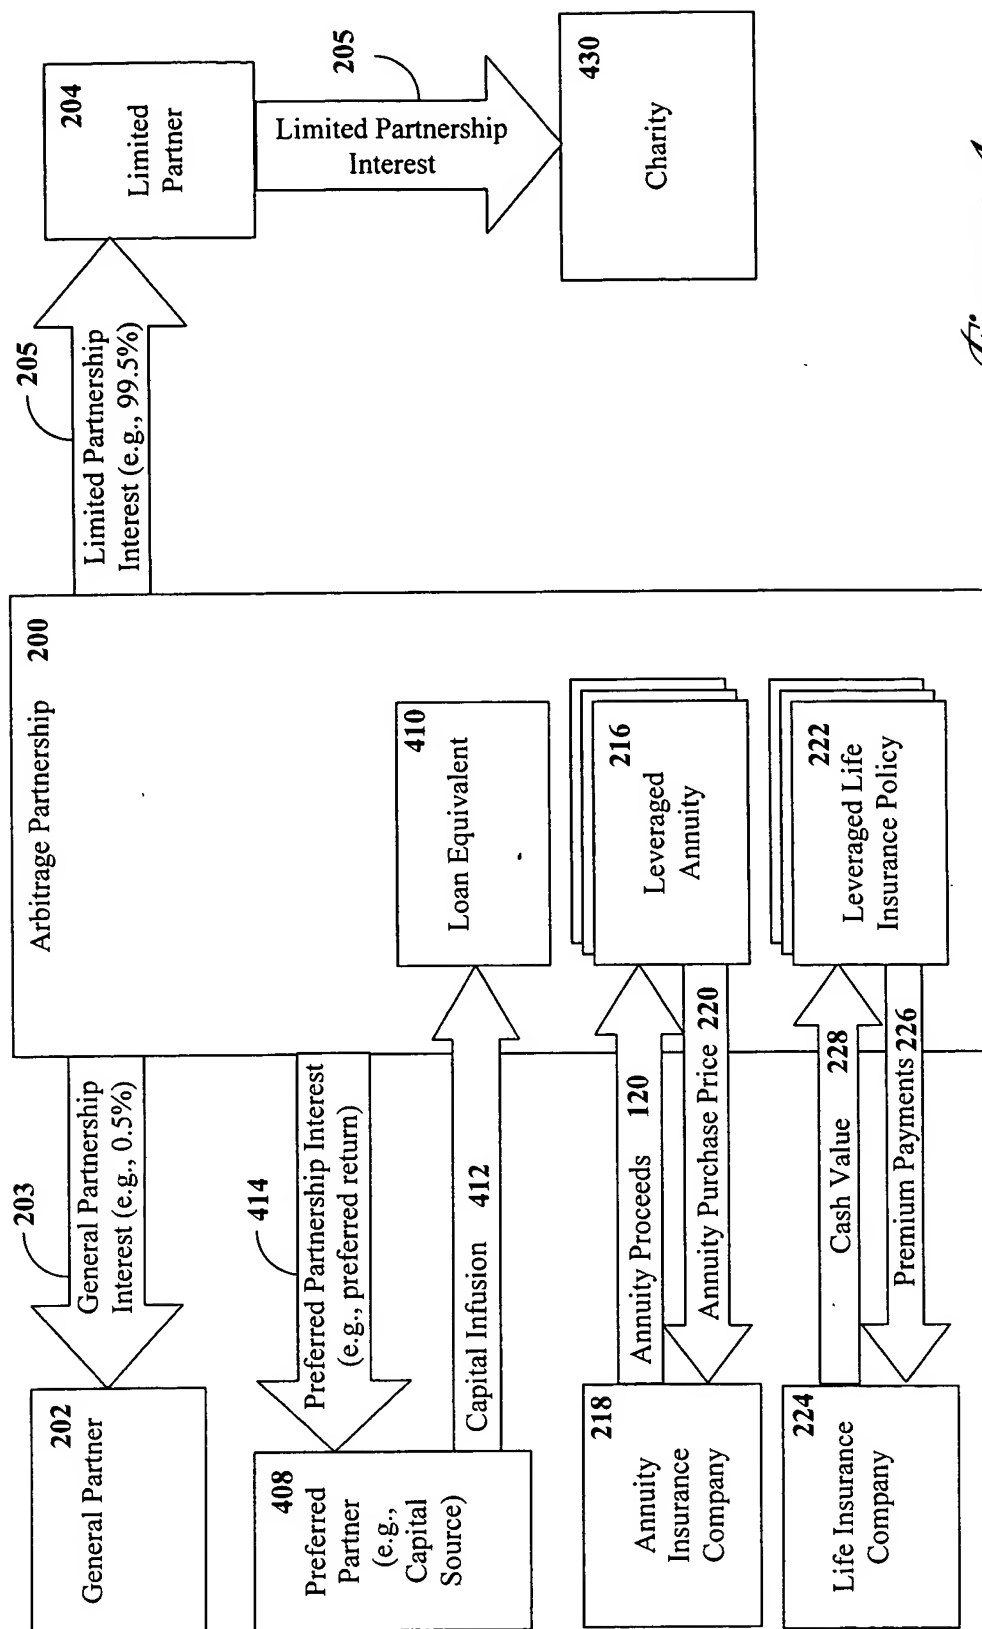 Arbitrage Partnership 200
General Partner
202
General Partnership
Interest (e.g., 0.5%)
203
Limited Partnership
Interest (e.g., 99.5%)
205
204
Limited
Partner
Limited Partnership
Interest
205
430
Charity
408
Preferred
Partner
(e.g.,
Capital
Source)
Preferred Partnership Interest
(e.g., preferred return)
414
Capital Infusion 412
410
Loan Equivalent
218
Annuity
Insurance
Company
Annuity Proceeds 120
Annuity Purchase Price 220
216
Leveraged
Annuity
224
Life Insurance
Company
Cash Value 228
Premium Payments 226
222
Leveraged Life
Insurance Policy